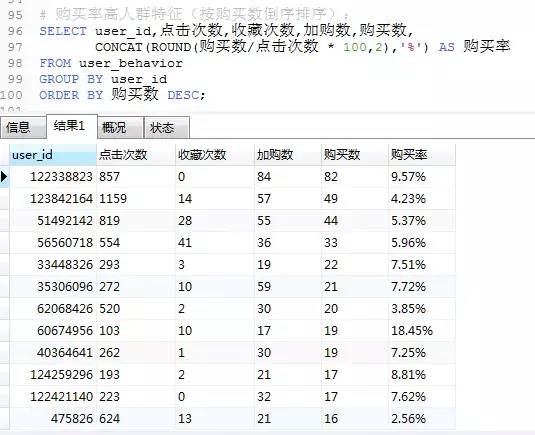 95 # 购买率高人群特征（按购买数倒序排序）：
96 SELECT user_id,点击次数,收藏次数,加购数,购买数,
97 CONCAT(ROUND(购买数/点击次数 * 100,2),'%') AS 购买率
98 FROM user_behavior
99 GROUP BY user_id
100 ORDER BY 购买数 DESC;
信息 结果1 概况 状态
user_id 点击次数 收藏次数 加购数 购买数 购买率
122338823 857 0 84 82 9.57%
123842164 1159 14 57 49 4.23%
51492142 819 28 55 44 5.37%
56560718 554 41 36 33 5.96%
33448326 293 3 19 22 7.51%
35306096 272 10 59 21 7.72%
62068426 520 2 30 20 3.85%
60674956 103 10 17 19 18.45%
40364641 262 1 30 19 7.25%
124259296 193 2 21 17 8.81%
122421140 223 0 32 17 7.62%
475826 624 13 21 16 2.56%